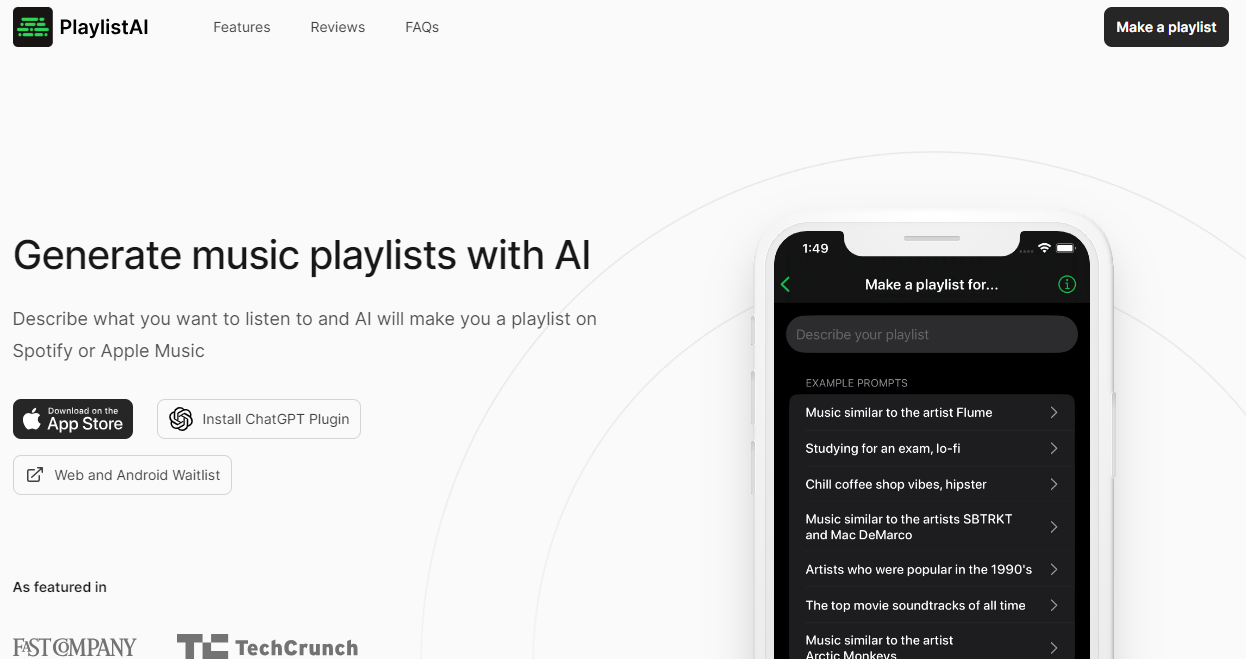 PlaylistAI
Features
Reviews
FAQs
Make a playlist
Generate music playlists with AI
Describe what you want to listen to and AI will make you a playlist on
Spotify or Apple Music
Download on the
App Store
Install ChatGPT Plugin
Web and Android Waitlist
As featured in
FAST COMPANY
TC TechCrunch
1:49
Make a playlist for...
Describe your playlist
EXAMPLE PROMPTS
Music similar to the artist Flume
Studying for an exam, lo-fi
Chill coffee shop vibes, hipster
Music similar to the artists SBTRKT
and Mac DeMarco
Artists who were popular in the 1990's
The top movie soundtracks of all time
Music similar to the artist
Arctic Monkeys